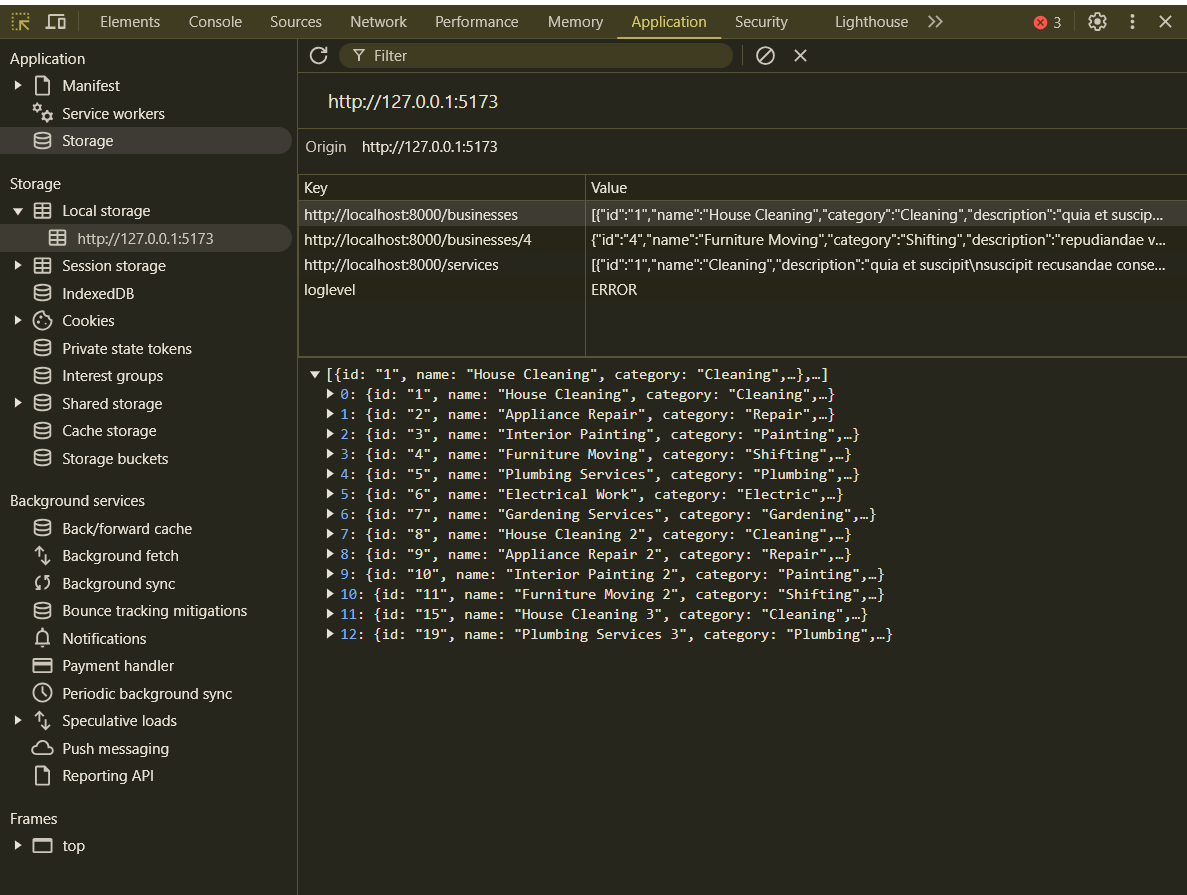 Elements Console Sources Network Performance Memory Application Security Lighthouse 3
Application
Manifest
Service workers
Storage
Storage
Local storage
http://127.0.0.1:5173
Session storage
IndexedDB
Cookies
Private state tokens
Interest groups
Shared storage
Cache storage
Storage buckets
Background services
Back/forward cache
Background fetch
Background sync
Bounce tracking mitigations
Notifications
Payment handler
Periodic background sync
Speculative loads
Push messaging
Reporting API
Frames
top
Filter
http://127.0.0.1:5173
Origin http://127.0.0.1:5173
Key Value
http://localhost:8000/businesses [{"id":"1","name":"House Cleaning","category":"Cleaning","description":"quia et suscip...
http://localhost:8000/businesses/4 {"id":"4","name":"Furniture Moving","category":"Shifting","description":"repudiandae v...
http://localhost:8000/services [{"id":"1","name":"Cleaning","description":"quia et suscipit\nsuscipit recusandae conse...
loglevel ERROR
[{id: "1", name: "House Cleaning", category: "Cleaning",…},…]
0: {id: "1", name: "House Cleaning", category: "Cleaning",…}
1: {id: "2", name: "Appliance Repair", category: "Repair",…}
2: {id: "3", name: "Interior Painting", category: "Painting",…}
3: {id: "4", name: "Furniture Moving", category: "Shifting",…}
4: {id: "5", name: "Plumbing Services", category: "Plumbing",…}
5: {id: "6", name: "Electrical Work", category: "Electric",…}
6: {id: "7", name: "Gardening Services", category: "Gardening",…}
7: {id: "8", name: "House Cleaning 2", category: "Cleaning",…}
8: {id: "9", name: "Appliance Repair 2", category: "Repair",…}
9: {id: "10", name: "Interior Painting 2", category: "Painting",…}
10: {id: "11", name: "Furniture Moving 2", category: "Shifting",…}
11: {id: "15", name: "House Cleaning 3", category: "Cleaning",…}
12: {id: "19", name: "Plumbing Services 3", category: "Plumbing",…}